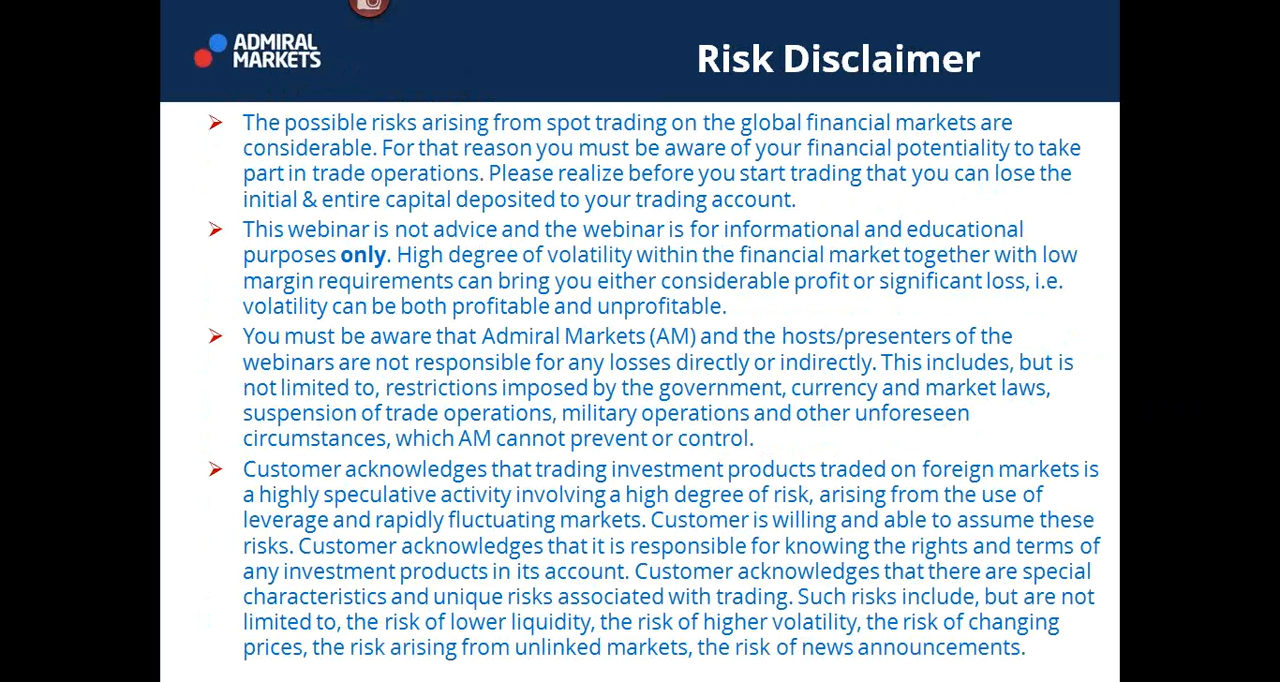 ADMIRAL
MARKETS
Risk Disclaimer
The possible risks arising from spot trading on the global financial markets are
considerable. For that reason you must be aware of your financial potentiality to take
part in trade operations. Please realize before you start trading that you can lose the
initial & entire capital deposited to your trading account.
This webinar is not advice and the webinar is for informational and educational
purposes only. High degree of volatility within the financial market together with low
margin requirements can bring you either considerable profit or significant loss, i.e.
volatility can be both profitable and unprofitable.
You must be aware that Admiral Markets (AM) and the hosts/presenters of the
webinars are not responsible for any losses directly or indirectly. This includes, but is
not limited to, restrictions imposed by the government, currency and market laws,
suspension of trade operations, military operations and other unforeseen
circumstances, which AM cannot prevent or control.
Customer acknowledges that trading investment products traded on foreign markets is
a highly speculative activity involving a high degree of risk, arising from the use of
leverage and rapidly fluctuating markets. Customer is willing and able to assume these
risks. Customer acknowledges that it is responsible for knowing the rights and terms of
any investment products in its account. Customer acknowledges that there are special
characteristics and unique risks associated with trading. Such risks include, but are not
limited to, the risk of lower liquidity, the risk of higher volatility, the risk of changing
prices, the risk arising from unlinked markets, the risk of news announcements.